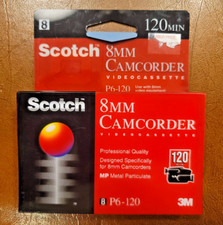 8
120MIN
Scotch
8MM
CAMCORDER
VIDEOCASSETTE
P6-120
Scotch
8MM
CAMCORDER
VIDEOCASSETTE
Professional Quality
Designed Specifically
for 8mm Camcorders
MP Metal Particulate
120
8 P6-120
3M